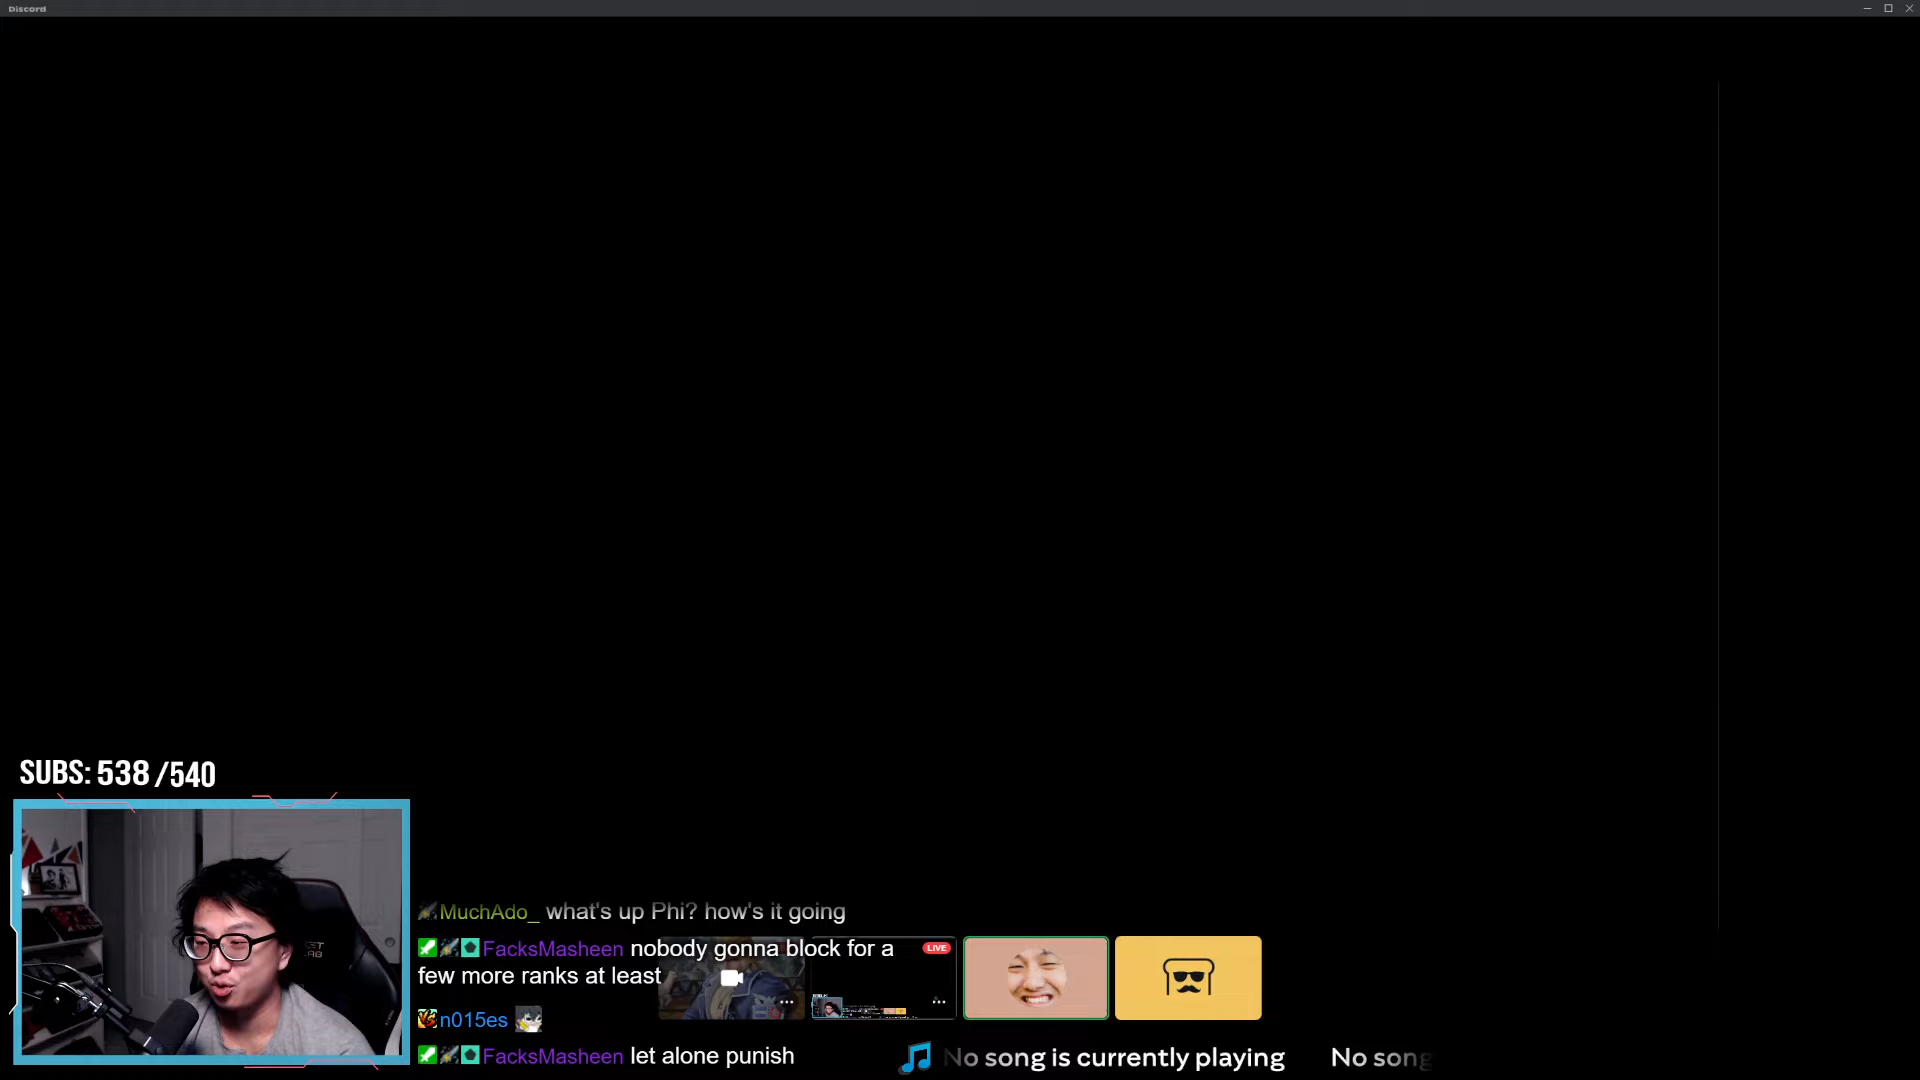 Discord
SUBS: 538 /540
MuchAdo_ what's up Phi? how's it going
FacksMasheen nobody gonna block for a
few more ranks at least
LIVE
n015es
FacksMasheen let alone punish
No song is currently playing No song